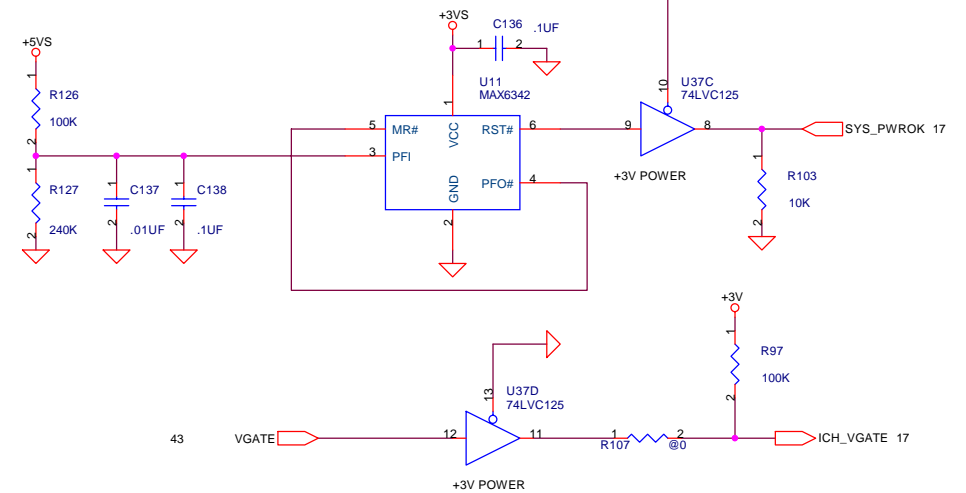 +3VS
C136 .1UF
1 2
+5VS
1
R126
100K
2
U11
MAX6342
1
5 MR# VCC RST# 6
3 PFI
PFO# 4
GND
2
10
U37C
74LVC125
9 8
SYS_PWROK 17
+3V POWER
1
R103
10K
2
1
R127
240K
2
1
C137
.01UF
2
1
C138
.1UF
2
+3V
1
R97
100K
2
13
U37D
74LVC125
43 VGATE 12 11 1 2 ICH_VGATE 17
R107 @0
+3V POWER